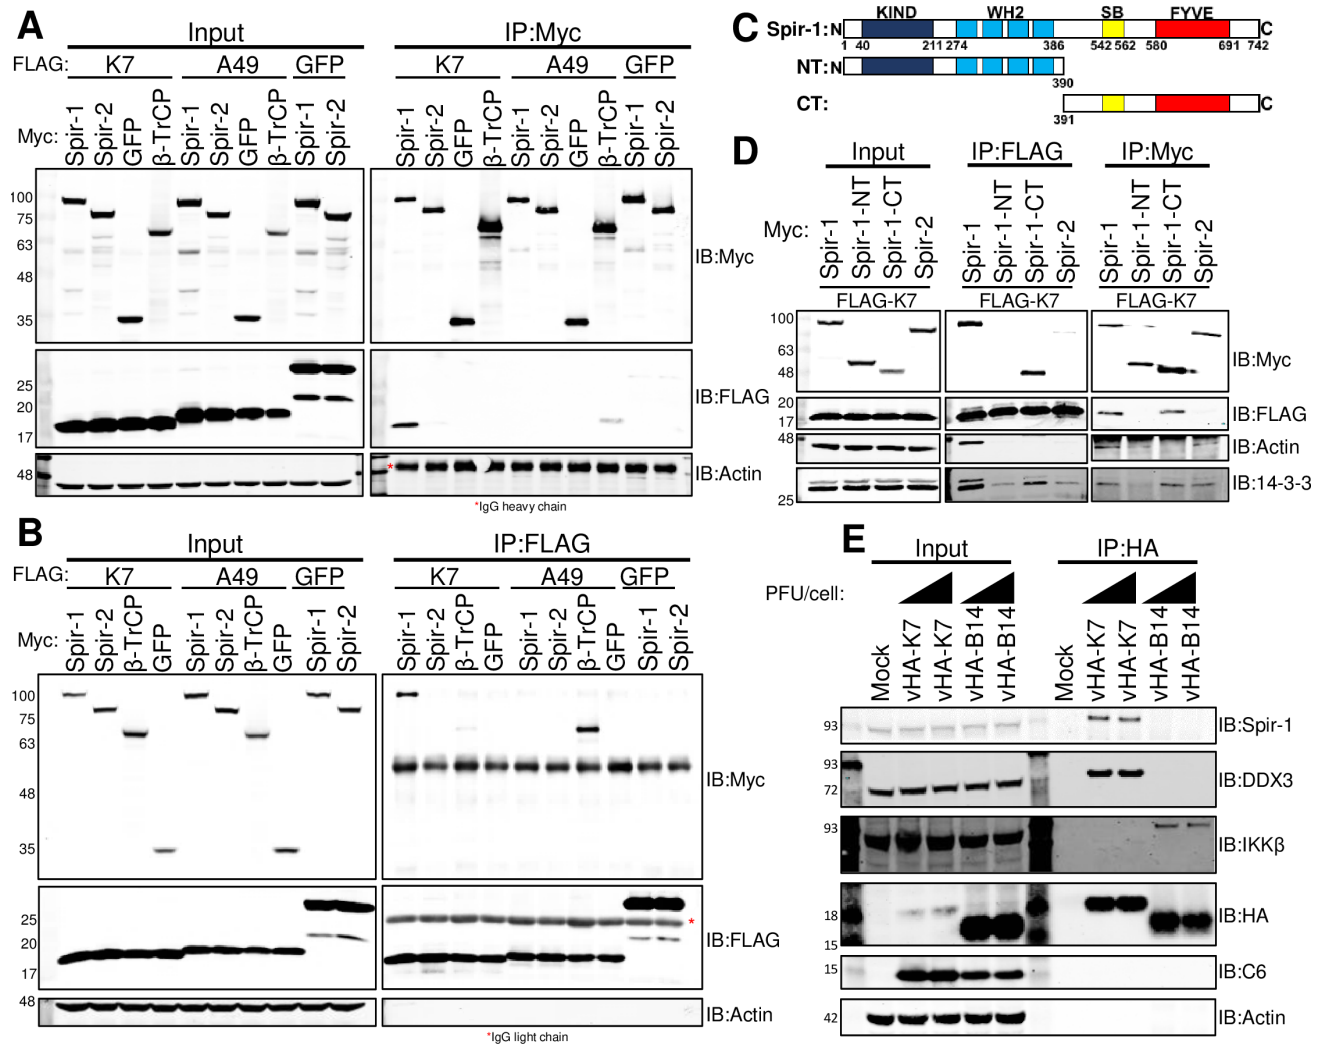 A
Input
IP:Myc
FLAG: K7 A49 GFP K7 A49 GFP
Myc: Spir-1 Spir-2 GFP β-TrCP Spir-1 Spir-2 GFP β-TrCP Spir-1 Spir-2 Spir-1 Spir-2 GFP β-TrCP Spir-1 Spir-2 GFP β-TrCP Spir-1 Spir-2
100
75
63
48
35
IB:Myc
25
20
17
IB:FLAG
48
*
IB:Actin
*IgG heavy chain
B
Input
IP:FLAG
FLAG: K7 A49 GFP K7 A49 GFP
Myc: Spir-1 Spir-2 β-TrCP GFP Spir-1 Spir-2 β-TrCP GFP Spir-1 Spir-2 Spir-1 Spir-2 β-TrCP GFP Spir-1 Spir-2 β-TrCP GFP Spir-1 Spir-2
100
75
63
48
35
IB:Myc
25
20
17
*
IB:FLAG
48
IB:Actin
*IgG light chain
C
KIND WH2 SB FYVE
Spir-1:N C
1 40 211 274 386 542 562 580 691 742
NT:N
390
CT: C
391
D
Input IP:FLAG IP:Myc
Myc: Spir-1 Spir-1-NT Spir-1-CT Spir-2 Spir-1 Spir-1-NT Spir-1-CT Spir-2 Spir-1 Spir-1-NT Spir-1-CT Spir-2
FLAG-K7 FLAG-K7 FLAG-K7
100
63
48
IB:Myc
20
17
IB:FLAG
48
IB:Actin
25
IB:14-3-3
E
Input IP:HA
PFU/cell:
Mock vHA-K7 vHA-K7 vHA-B14 vHA-B14 Mock vHA-K7 vHA-K7 vHA-B14 vHA-B14
93
IB:Spir-1
93
72
IB:DDX3
93
IB:IKKβ
18
15
IB:HA
15
IB:C6
42
IB:Actin